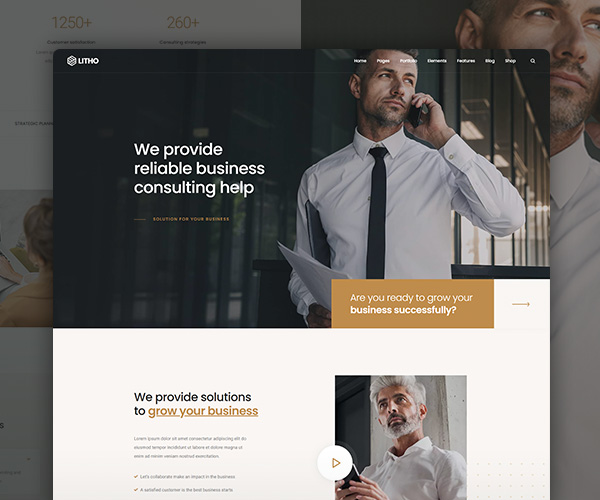 1250+
260+
Customer satisfaction
Consulting strategies
LITHO
Home
Pages
Portfolio
Elements
Features
Blog
Shop
We provide
reliable business
consulting help
SOLUTION FOR YOUR BUSINESS
Are you ready to grow your
business successfully?
We provide solutions
to grow your business
Lorem ipsum dolor amet consectetur adipiscing elit do
eiusmod tempor incididunt ut labore et magna ut
enim ad minim veniam nostrud exercitation.
Let's collaborate make an impact in the business
A satisfied customer is the best business starts